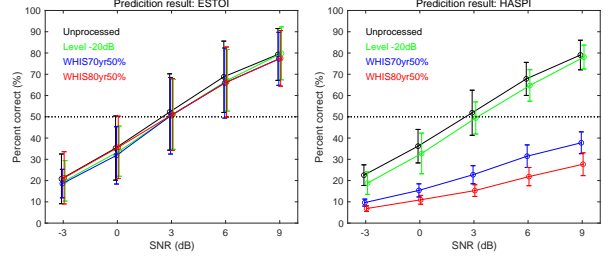 Predicition result: ESTOI
100
90
80
70
60
50
40
30
20
10
0
Percent correct (%)
Unprocessed
Level -20dB
WHIS70yr50%
WHIS80yr50%
-3
0
3
6
9
SNR (dB)
Predicition result: HASPI
100
90
80
70
60
50
40
30
20
10
0
Percent correct (%)
Unprocessed
Level -20dB
WHIS70yr50%
WHIS80yr50%
-3
0
3
6
9
SNR (dB)